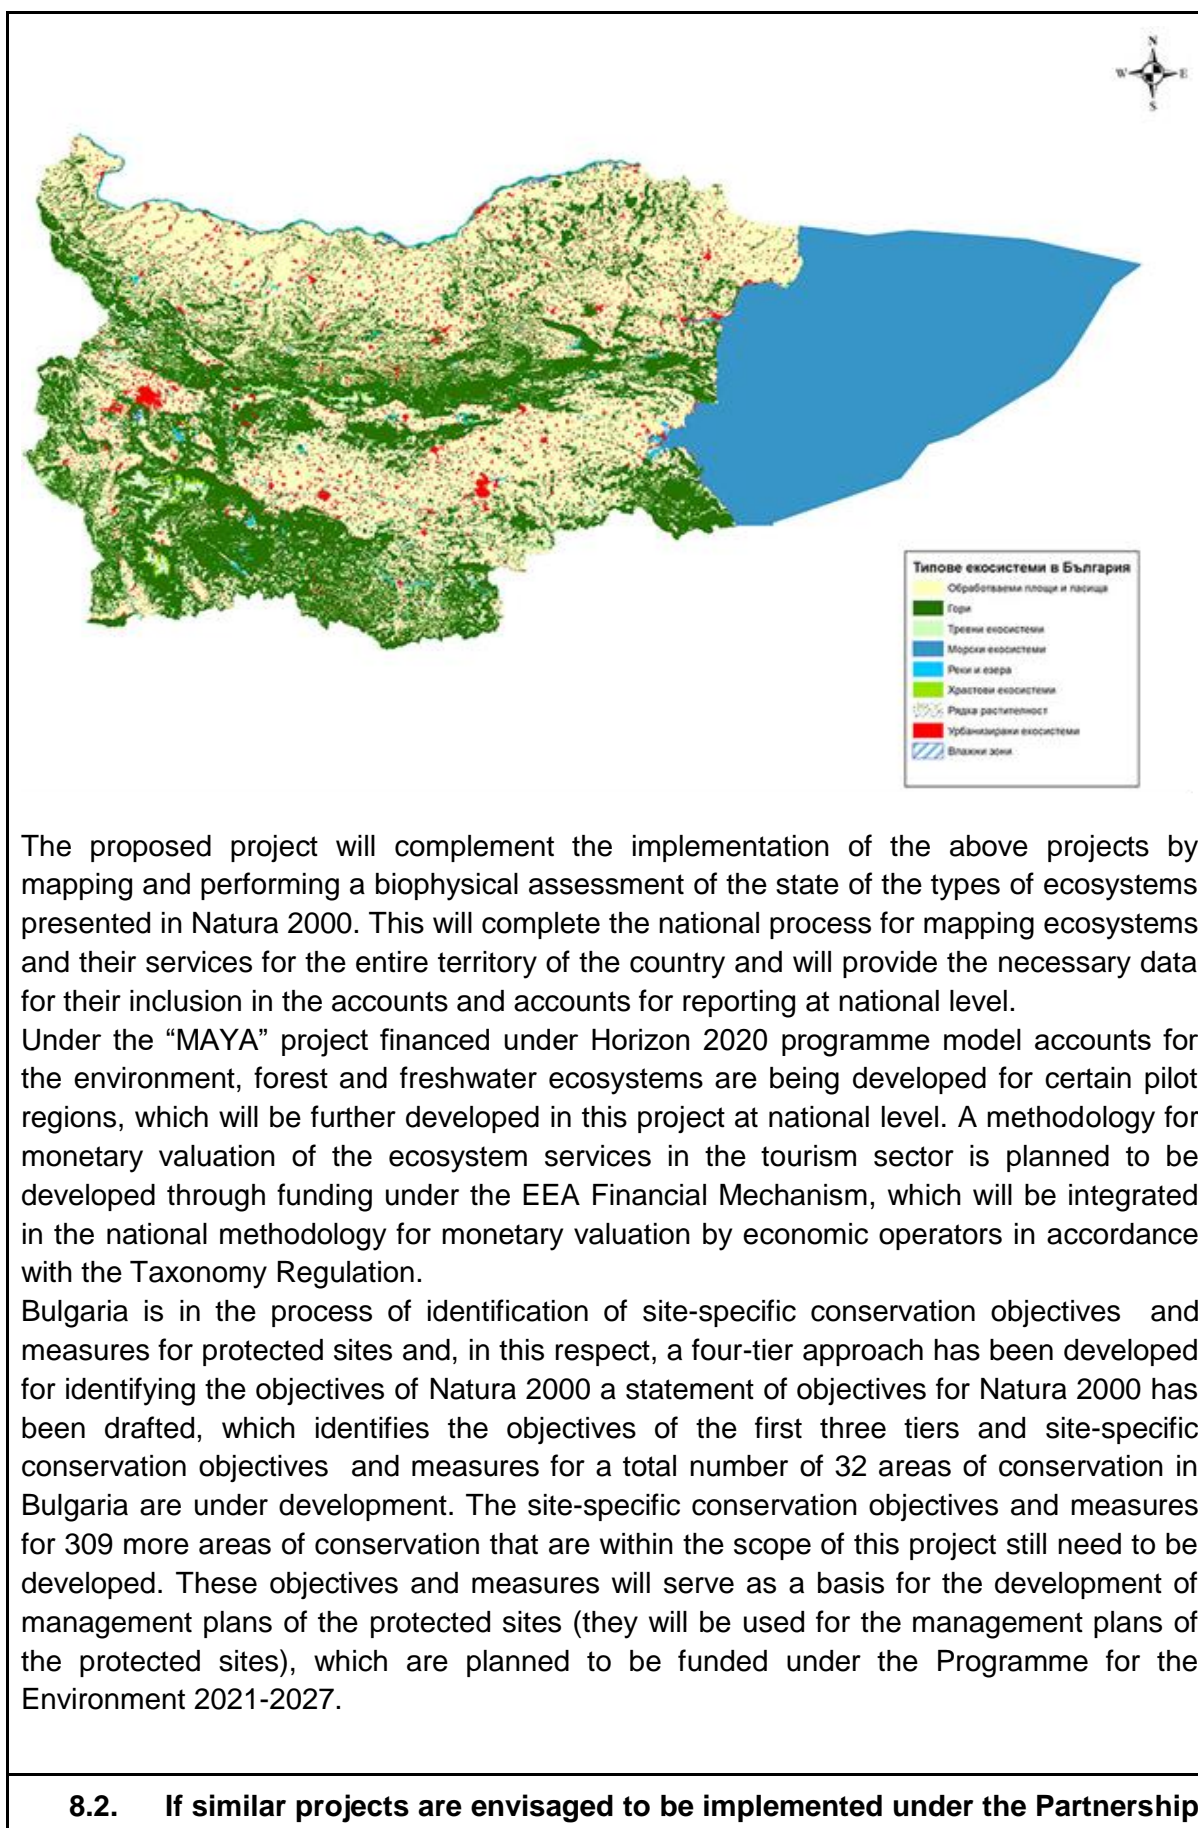 N
W E
S
Типове екосистеми в България
Обработваеми площи и пасища
Гори
Тревни екосистеми
Морски екосистеми
Реки и езера
Храстови екосистеми
Рядка растителност
Урбанизирани екосистеми
Влажни зони
The proposed project will complement the implementation of the above projects by
mapping and performing a biophysical assessment of the state of the types of ecosystems
presented in Natura 2000. This will complete the national process for mapping ecosystems
and their services for the entire territory of the country and will provide the necessary data
for their inclusion in the accounts and accounts for reporting at national level.
Under the “MAYA” project financed under Horizon 2020 programme model accounts for
the environment, forest and freshwater ecosystems are being developed for certain pilot
regions, which will be further developed in this project at national level. A methodology for
monetary valuation of the ecosystem services in the tourism sector is planned to be
developed through funding under the EEA Financial Mechanism, which will be integrated
in the national methodology for monetary valuation by economic operators in accordance
with the Taxonomy Regulation.
Bulgaria is in the process of identification of site-specific conservation objectives and
measures for protected sites and, in this respect, a four-tier approach has been developed
for identifying the objectives of Natura 2000 a statement of objectives for Natura 2000 has
been drafted, which identifies the objectives of the first three tiers and site-specific
conservation objectives and measures for a total number of 32 areas of conservation in
Bulgaria are under development. The site-specific conservation objectives and measures
for 309 more areas of conservation that are within the scope of this project still need to be
developed. These objectives and measures will serve as a basis for the development of
management plans of the protected sites (they will be used for the management plans of
the protected sites), which are planned to be funded under the Programme for the
Environment 2021-2027.
8.2. If similar projects are envisaged to be implemented under the Partnership